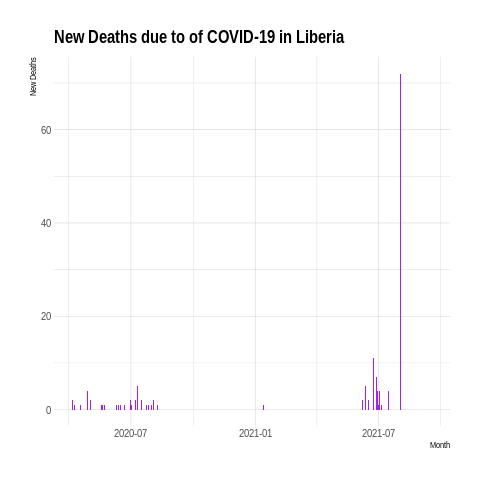 New Deaths due to of COVID-19 in Liberia
New Deaths
60
40
20
0
2020-07
2021-01
2021-07
Month